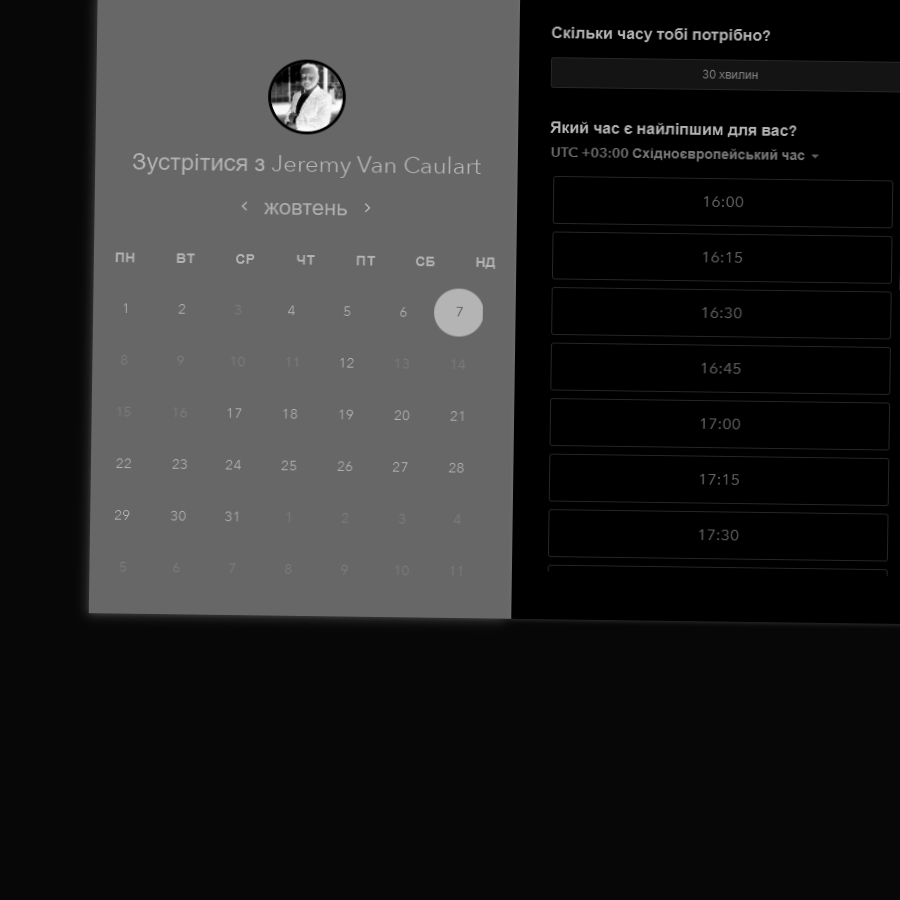 Зустрітися з Jeremy Van Caulart
‹ жовтень ›
ПН ВТ СР ЧТ ПТ СБ НД
1 2 3 4 5 6 7
8 9 10 11 12 13 14
15 16 17 18 19 20 21
22 23 24 25 26 27 28
29 30 31 1 2 3 4
5 6 7 8 9 10 11
Скільки часу тобі потрібно?
30 хвилин
Який час є найліпшим для вас?
UTC +03:00 Східноєвропейський час
16:00
16:15
16:30
16:45
17:00
17:15
17:30